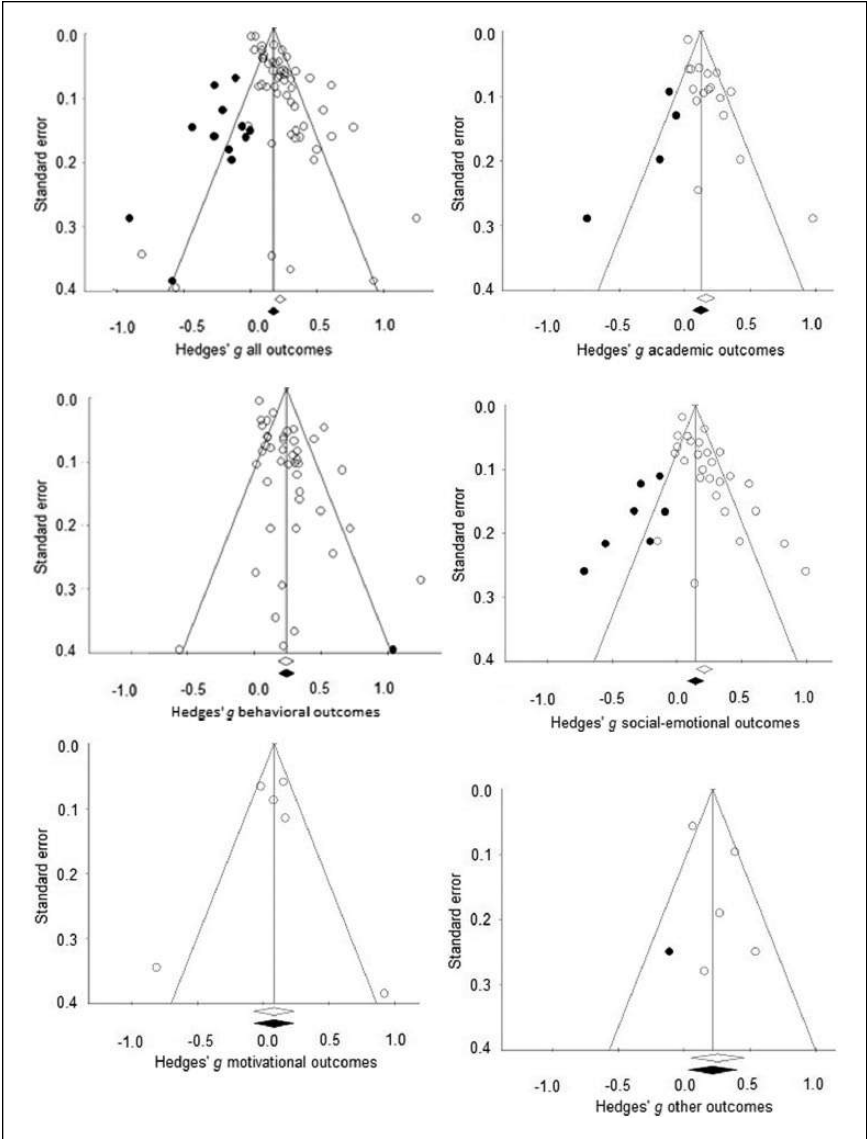 0.0
0.1
0.2
0.3
0.4
Standard error
-1.0 -0.5 0.0 0.5 1.0
Hedges' g all outcomes
0.0
0.1
0.2
0.3
0.4
Standard error
-1.0 -0.5 0.0 0.5 1.0
Hedges' g academic outcomes
0.0
0.1
0.2
0.3
0.4
Standard error
-1.0 -0.5 0.0 0.5 1.0
Hedges' g behavioral outcomes
0.0
0.1
0.2
0.3
0.4
Standard error
-1.0 -0.5 0.0 0.5 1.0
Hedges' g social-emotional outcomes
0.0
0.1
0.2
0.3
0.4
Standard error
-1.0 -0.5 0.0 0.5 1.0
Hedges' g motivational outcomes
0.0
0.1
0.2
0.3
0.4
Standard error
-1.0 -0.5 0.0 0.5 1.0
Hedges' g other outcomes